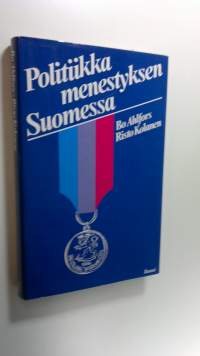 Politiikka
menestyksen
Suomessa
Bo Ahlfors
Risto Kolanen